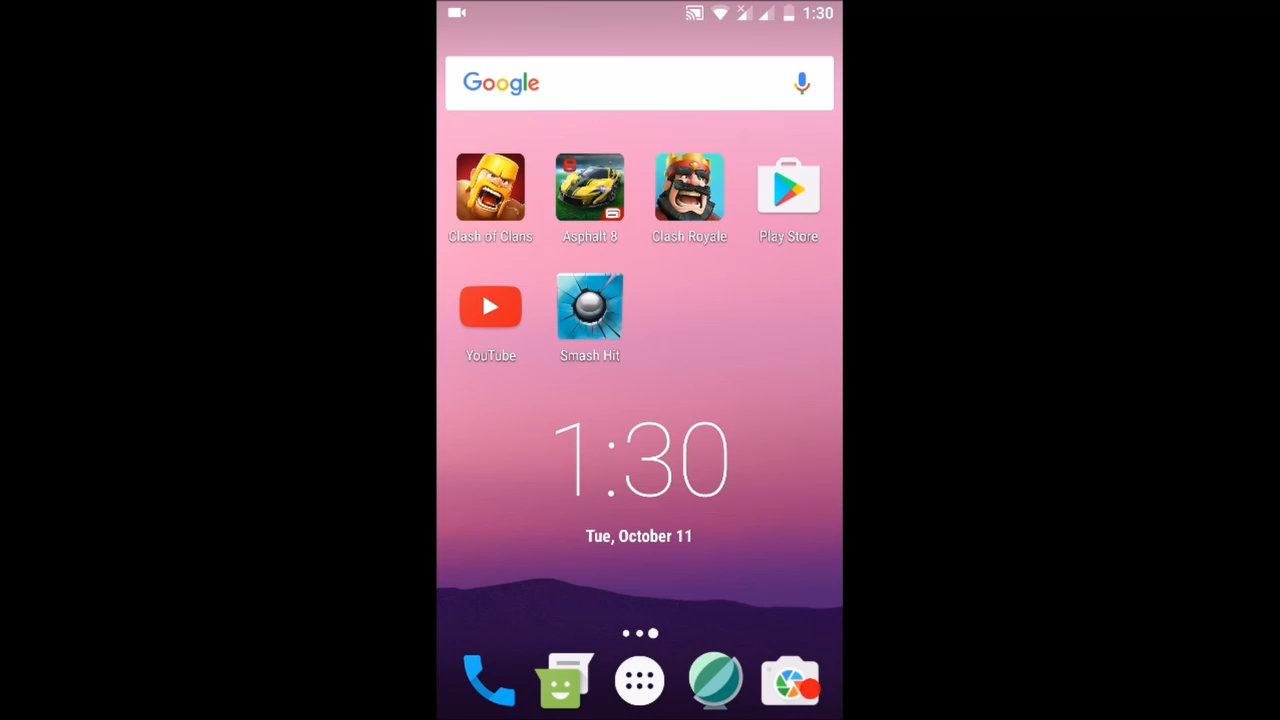 1:30
Google
Clash of Clans
Asphalt 8
Clash Royale
Play Store
YouTube
Smash Hit
1:30
Tue, October 11